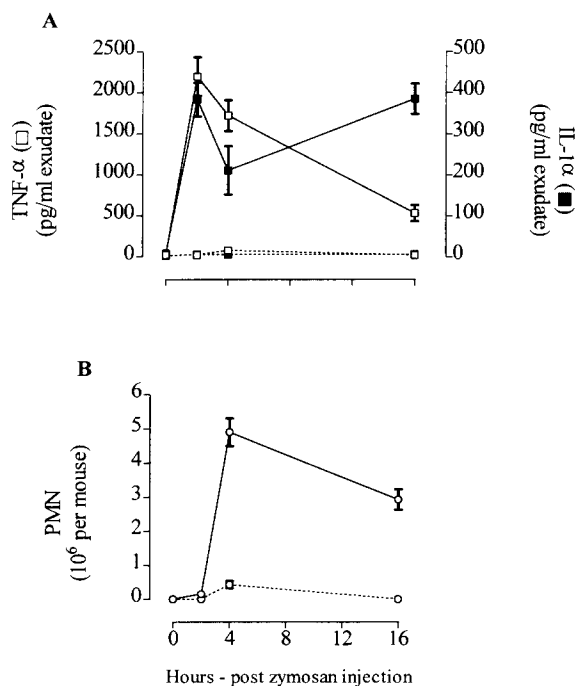 A
2500
2000
1500
1000
500
0
TNF-α (□)
(pg/ml exudate)
500
400
300
200
100
0
IL-1α (■)
(pg/ml exudate)
B
6
5
4
3
2
1
0
PMN
(10⁶ per mouse)
0 4 8 12 16
Hours - post zymosan injection